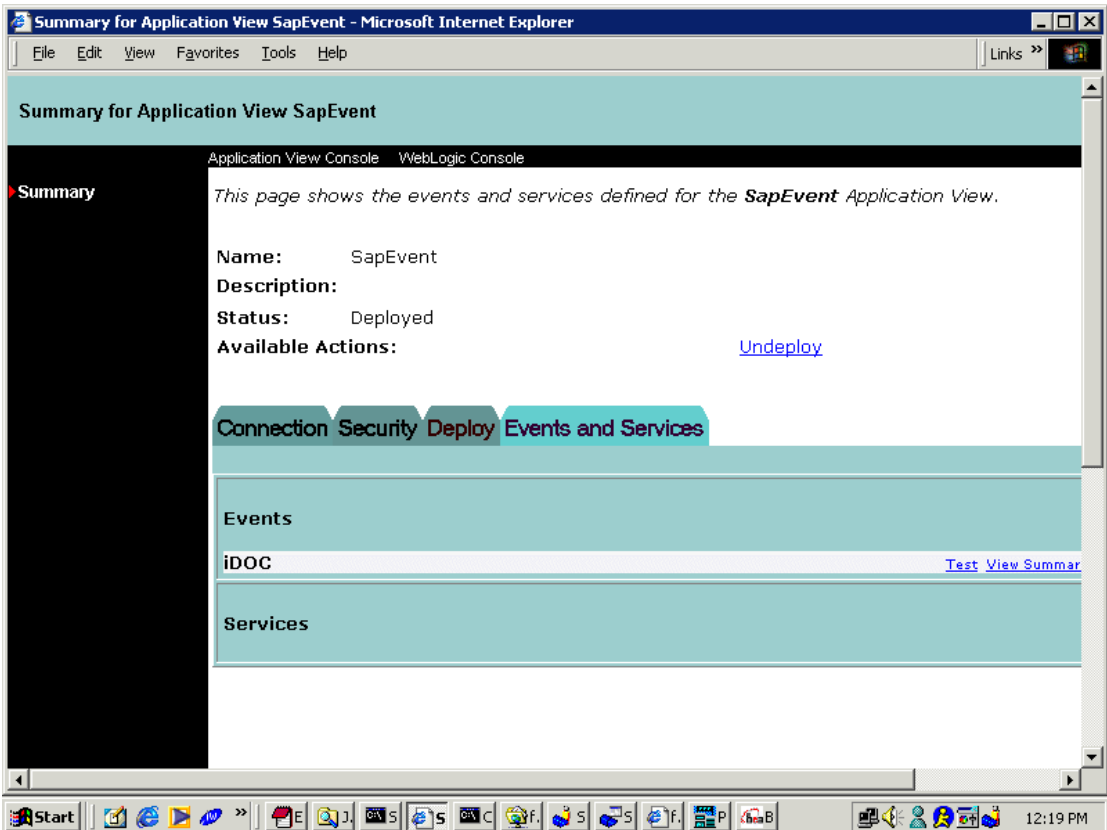 Summary for Application View SapEvent - Microsoft Internet Explorer
File Edit View Favorites Tools Help Links »
Summary for Application View SapEvent
Application View Console WebLogic Console
Summary
This page shows the events and services defined for the SapEvent Application View.
Name: SapEvent
Description:
Status: Deployed
Available Actions: Undeploy
Connection Security Deploy Events and Services
Events
iDOC Test View Summar
Services
Start » E J. S S C f. S S f. P B 12:19 PM